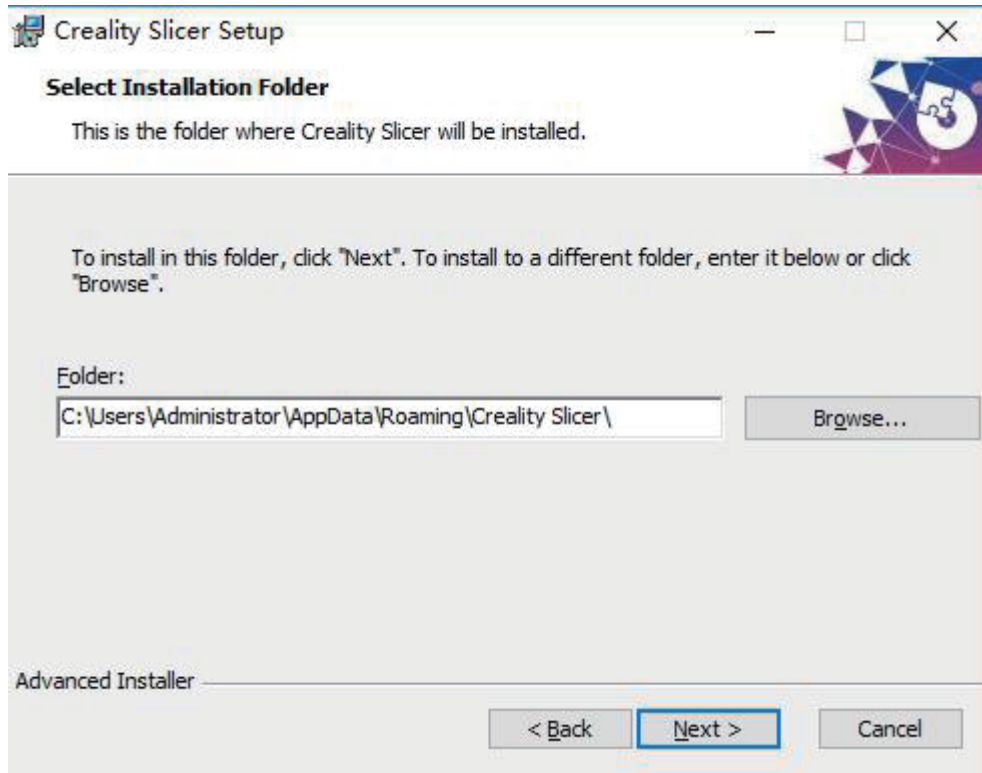 Creality Slicer Setup
Select Installation Folder
This is the folder where Creality Slicer will be installed.
To install in this folder, click "Next". To install to a different folder, enter it below or click
"Browse".
Folder:
C:\Users\Administrator\AppData\Roaming\Creality Slicer\
Browse...
Advanced Installer
< Back
Next >
Cancel